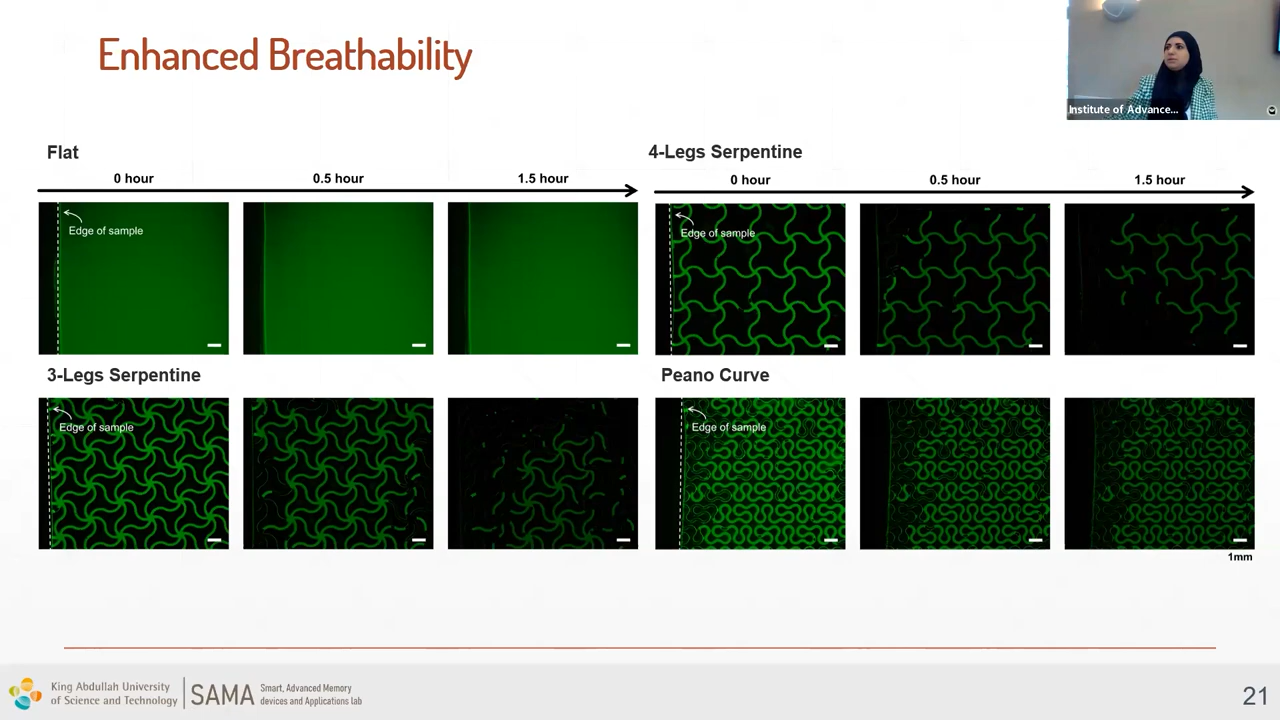 Enhanced Breathability
Institute of Advance...
Flat
0 hour
0.5 hour
1.5 hour
Edge of sample
4-Legs Serpentine
0 hour
0.5 hour
1.5 hour
Edge of sample
3-Legs Serpentine
Edge of sample
Peano Curve
Edge of sample
1mm
King Abdullah University
of Science and Technology
SAMA
Smart, Advanced Memory
devices and Applications lab
21